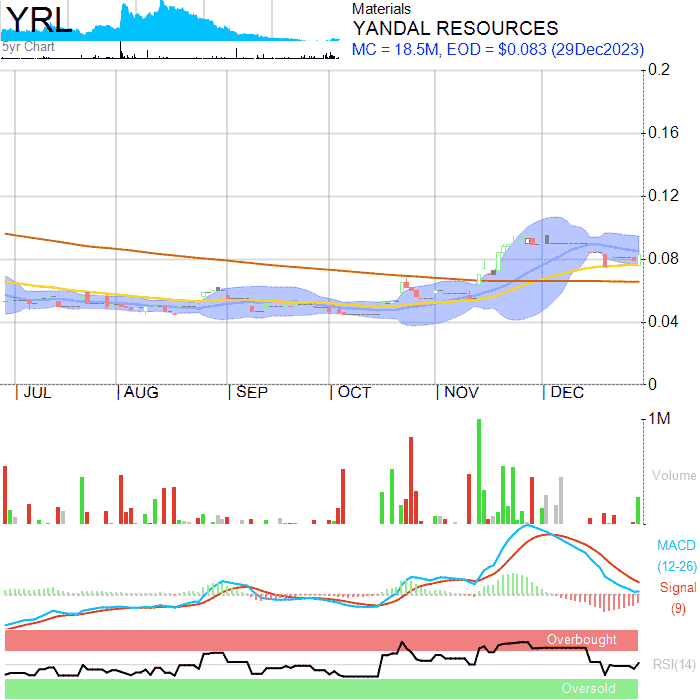 YRL
5yr Chart
Materials
YANDAL RESOURCES
MC = 18.5M, EOD = $0.083 (29Dec2023)
0.2
0.16
0.12
0.08
0.04
0
JUL AUG SEP OCT NOV DEC
1M
Volume
MACD
(12-26)
Signal
(9)
Overbought
RSI(14)
Oversold